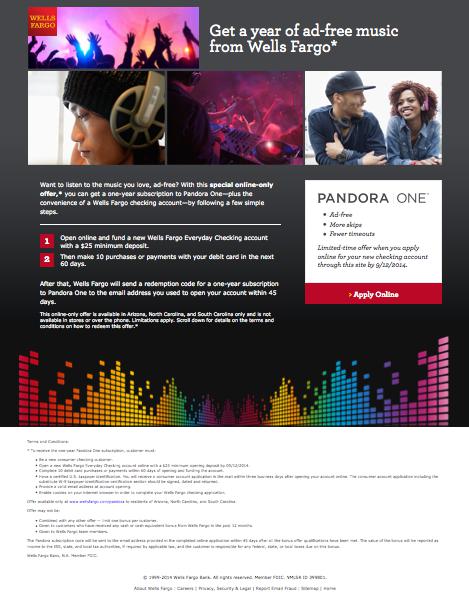 WELLS
FARGO
Get a year of ad-free music
from Wells Fargo*
Want to listen to the music you love, ad-free? With this special online-only
offer,* you can get a one-year subscription to Pandora One—plus the
convenience of a Wells Fargo checking account—by following a few simple
steps.
1 Open online and fund a new Wells Fargo Everyday Checking account
with a $25 minimum deposit.
2 Then make 10 purchases or payments with your debit card in the next
60 days.
After that, Wells Fargo will send a redemption code for a one-year subscription
to Pandora One to the email address you used to open your account within 45
days.
This online-only offer is available in Arizona, North Carolina, and South Carolina only and is not
available in stores or over the phone. Limitations apply. Scroll down for details on the terms and
conditions on how to redeem this offer.*
PANDORA ONE
• Ad-free
• More skips
• Fewer timeouts
Limited-time offer when you apply
online for your new checking account
through this site by 9/12/2014.
› Apply Online
Terms and Conditions:
* To receive the one-year Pandora One subscription, customer must:
• Be a new consumer checking customer.
• Open a new Wells Fargo Everyday Checking account online with a $25 minimum opening deposit by 09/12/2014.
• Complete 10 debit card purchases or payments within 60 days of opening and funding the account.
• Have a certified U.S. taxpayer identification. You will receive a consumer account application in the mail within three business days after opening your account online. The consumer account application including the
substitute W-9 taxpayer identification certification section should be signed, dated and returned.
• Provide a valid email address at account opening.
• Enable cookies on your internet browser in order to complete your Wells Fargo checking application.
Offer available only at www.wellsfargo.com/pandora to residents of Arizona, North Carolina, and South Carolina.
Offer may not be:
• Combined with any other offer — limit one bonus per customer.
• Given to customers who have received any cash or cash equivalent bonus from Wells Fargo in the past 12 months.
• Given to Wells Fargo team members.
The Pandora subscription code will be sent to the email address provided in the completed online application within 45 days after all the bonus offer qualifications have been met. The value of the bonus will be reported as
income to the IRS, state, and local tax authorities, if required by applicable law, and the customer is responsible for any federal, state, or local taxes due on this bonus.
Wells Fargo Bank, N.A. Member FDIC.
© 1999-2014 Wells Fargo Bank. All rights reserved. Member FDIC. NMLSR ID 399801.
About Wells Fargo | Careers | Privacy, Security & Legal | Report Email Fraud | Sitemap | Home